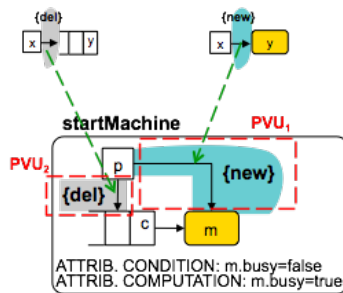 {del}
{new}
x
y
x
y
startMachine
PVU1
PVU2
p
{del}
{new}
c
m
ATTRIB. CONDITION: m.busy=false
ATTRIB. COMPUTATION: m.busy=true